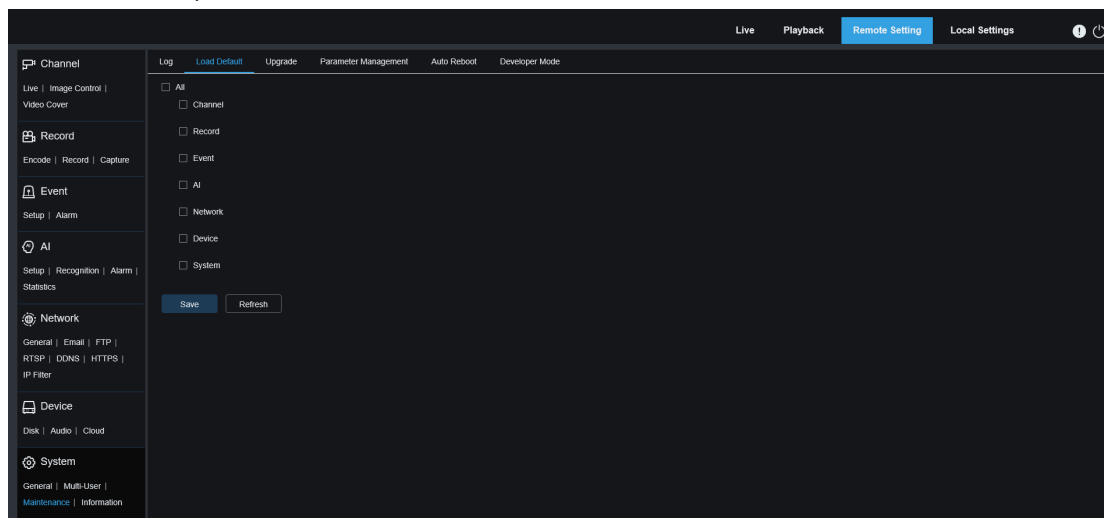 Live Playback Remote Setting Local Settings
Channel
Live | Image Control |
Video Cover
Record
Encode | Record | Capture
Event
Setup | Alarm
AI
Setup | Recognition | Alarm |
Statistics
Network
General | Email | FTP |
RTSP | DDNS | HTTPS |
IP Filter
Device
Disk | Audio | Cloud
System
General | Multi-User |
Maintenance | Information
Log Load Default Upgrade Parameter Management Auto Reboot Developer Mode
All
Channel
Record
Event
AI
Network
Device
System
Save Refresh